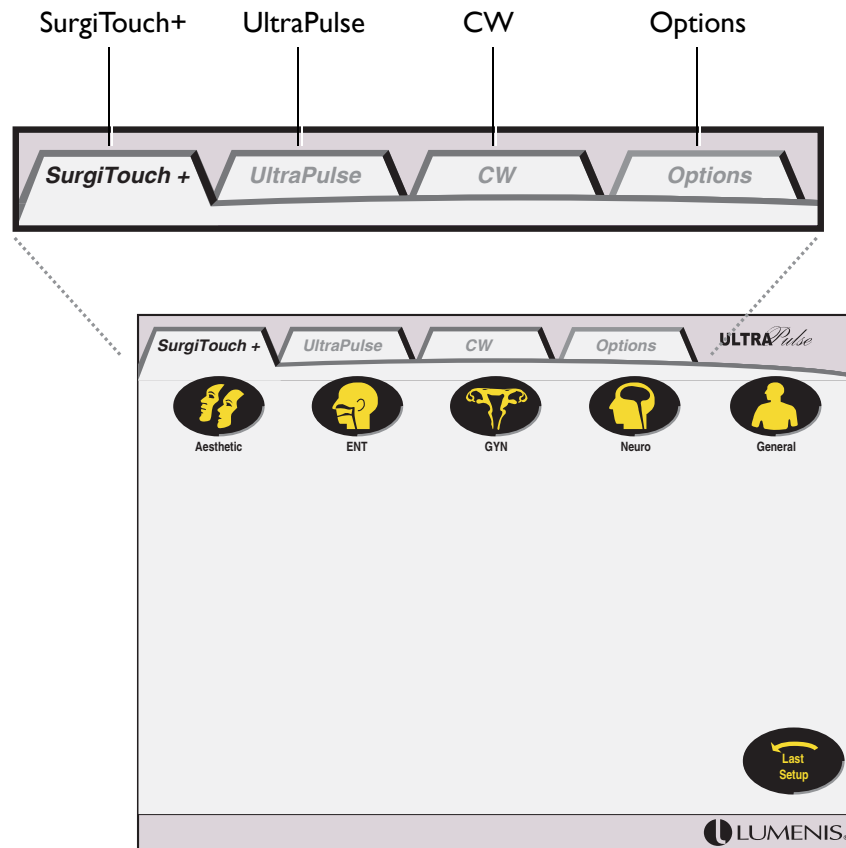 SurgiTouch+ UltraPulse CW Options
SurgiTouch + UltraPulse CW Options
SurgiTouch + UltraPulse CW Options ULTRAPulse
Aesthetic ENT GYN Neuro General
Last
Setup
LUMENIS®